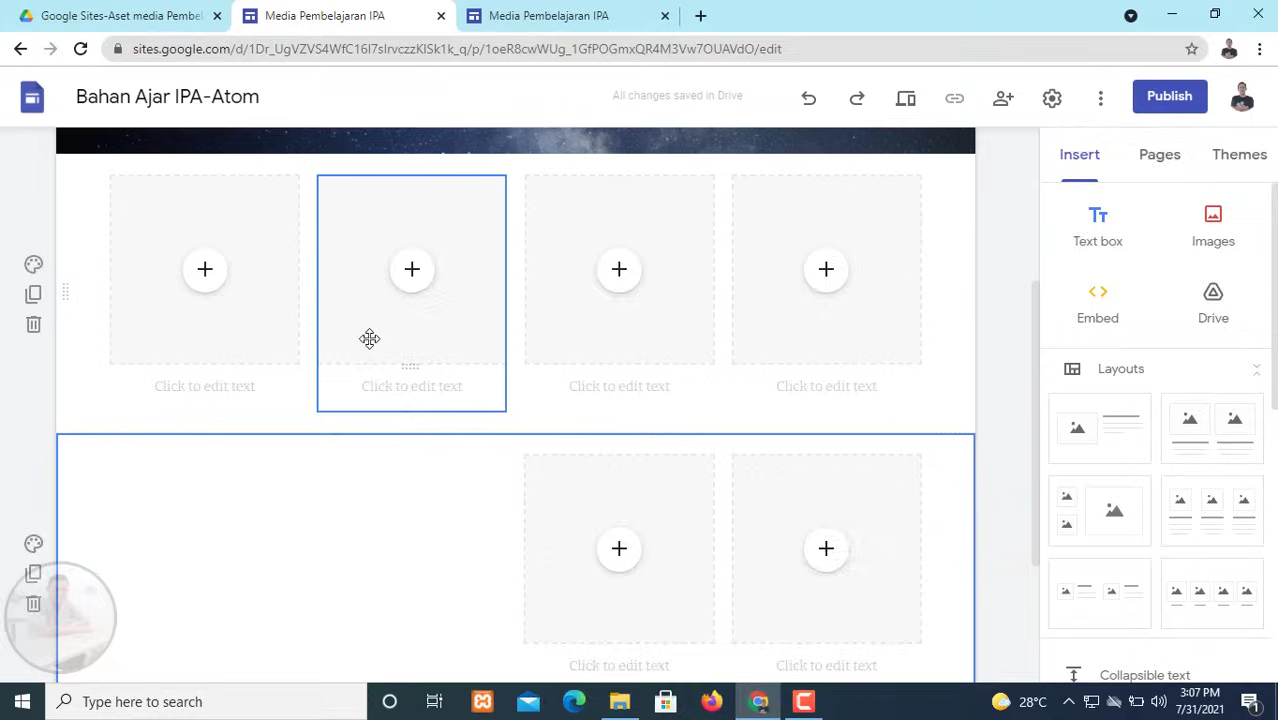 Google Sites-Aset media Pembel
Media Pembelajaran IPA
Media Pembelajaran IPA
sites.google.com/d/1Dr_UgVZVS4WfC16I7slrvczzKlSk1k_q/p/1oeR8cwWUg_1GfPOGmxQR4M3Vw7OUAVdO/edit
Bahan Ajar IPA-Atom
All changes saved in Drive
Publish
Insert
Pages
Themes
Text box
Images
Embed
Drive
Layouts
Click to edit text
Click to edit text
Click to edit text
Click to edit text
Click to edit text
Click to edit text
Collapsible text
Type here to search
28°C
3:07 PM
7/31/2021
1